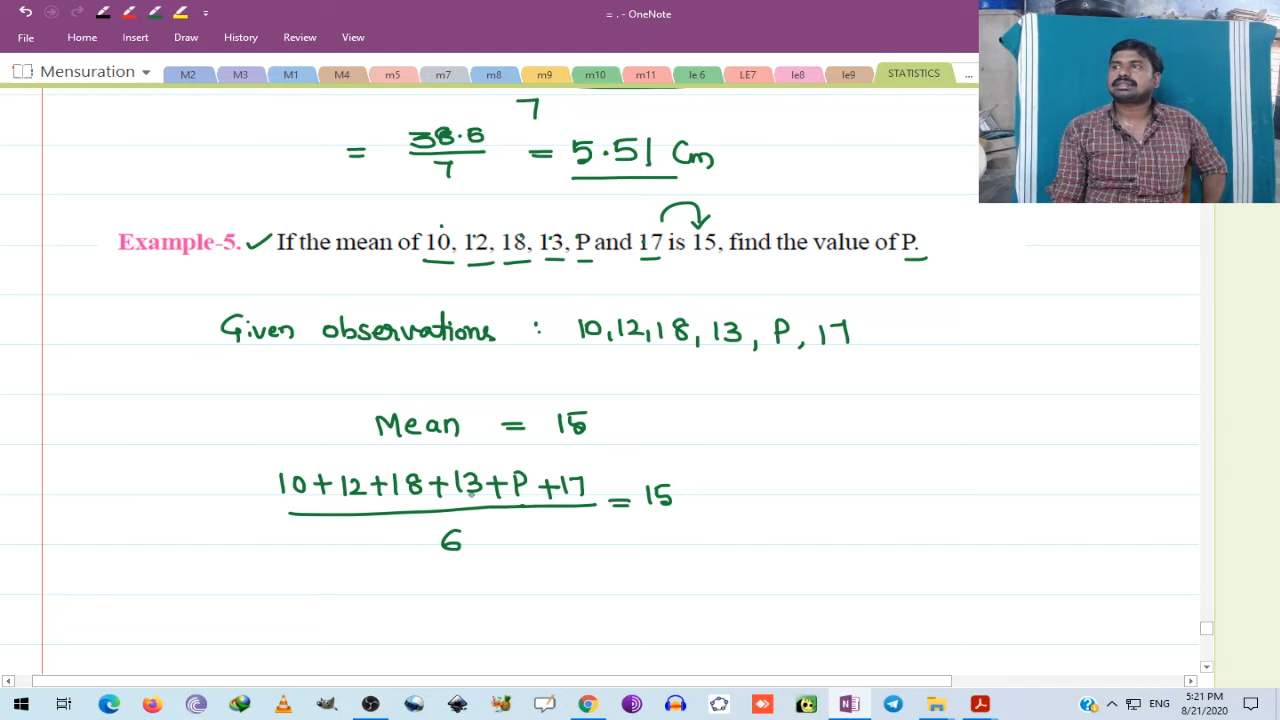 = . - OneNote
File Home Insert Draw History Review View
Mensuration M2 M3 M1 M4 m5 m7 m8 m9 m10 m11 le 6 LE7 le8 le9 STATISTICS ...
7
= 38.6 / 7 = 5.51 Cm
Example-5. ✓ If the mean of 10, 12, 18, 13, P and 17 is 15, find the value of P.
Given observations : 10, 12, 18, 13, P, 17
Mean = 15
10+12+18+13+P+17 = 15
6
5:21 PM
ENG
8/21/2020